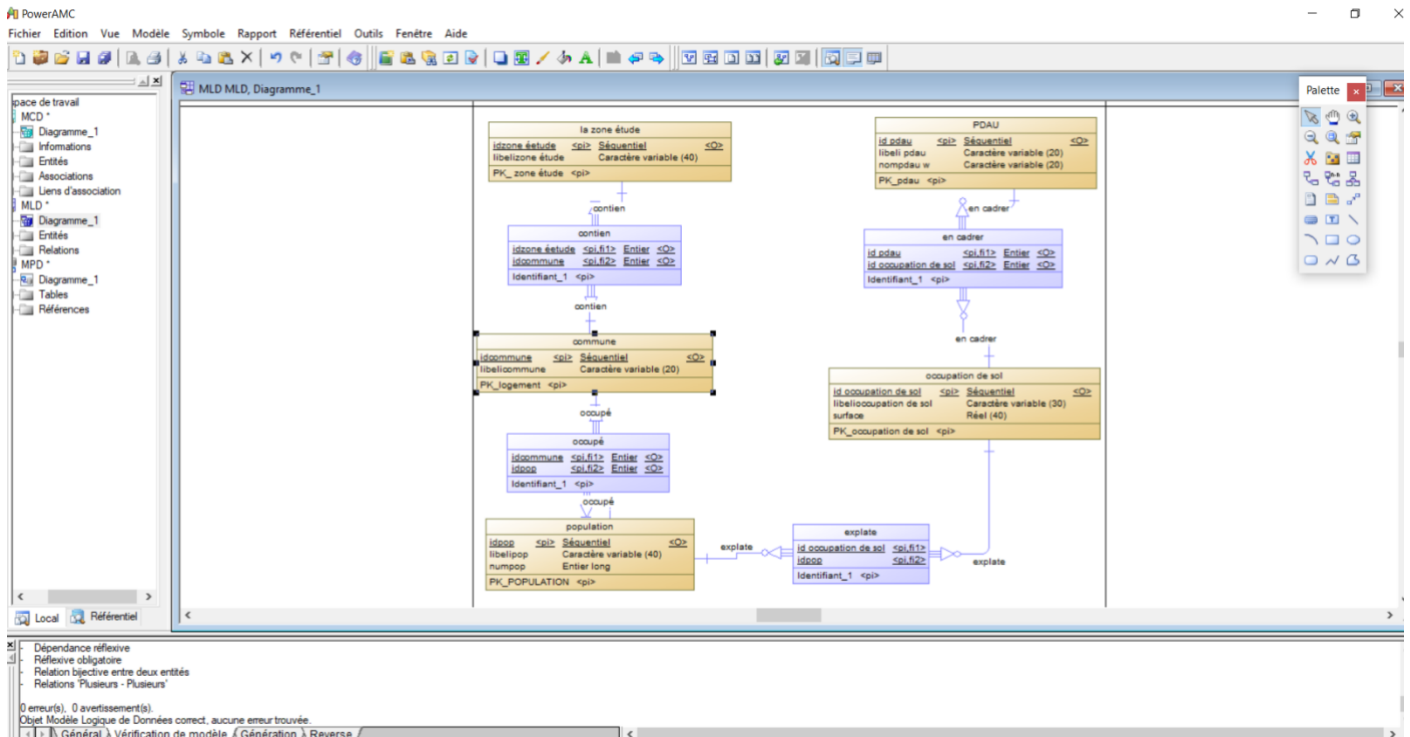 PowerAMC
Fichier Edition Vue Modèle Symbole Rapport Référentiel Outils Fenêtre Aide
pace de travail
MCD *
Diagramme_1
Informations
Entités
Associations
Liens d'association
MLD *
Diagramme_1
Entités
Relations
MPD *
Diagramme_1
Tables
Références
Local Référentiel
MLD MLD, Diagramme_1
Palette
la zone étude
idzone éetude <pi> Séquentiel <O>
libelizone étude Caractère variable (40)
PK_ zone étude <pi>
contien
contien
idzone éetude <pi,fi1> Entier <O>
idcommune <pi,fi2> Entier <O>
Identifiant_1 <pi>
contien
commune
idcommune <pi> Séquentiel <O>
libelicommune Caractère variable (20)
PK_logement <pi>
occupé
occupé
idcommune <pi,fi1> Entier <O>
idpop <pi,fi2> Entier <O>
Identifiant_1 <pi>
occupé
population
idpop <pi> Séquentiel <O>
libelipop Caractère variable (40)
numpop Entier long
PK_POPULATION <pi>
explate
explate
id occupation de sol <pi,fi1>
idpop <pi,fi2>
Identifiant_1 <pi>
explate
PDAU
id pdau <pi> Séquentiel <O>
libeli pdau Caractère variable (20)
nompdau w Caractère variable (20)
PK_pdau <pi>
en cadrer
en cadrer
id pdau <pi,fi1> Entier <O>
id occupation de sol <pi,fi2> Entier <O>
Identifiant_1 <pi>
en cadrer
occupation de sol
id occupation de sol <pi> Séquentiel <O>
libelioccupation de sol Caractère variable (30)
surface Réel (40)
PK_occupation de sol <pi>
- Dépendance réflexive
- Réflexive obligatoire
- Relation bijective entre deux entités
- Relations 'Plusieurs - Plusieurs'
0 erreur(s), 0 avertissement(s).
Objet Modèle Logique de Données correct, aucune erreur trouvée.
Général Vérification de modèle Génération Reverse